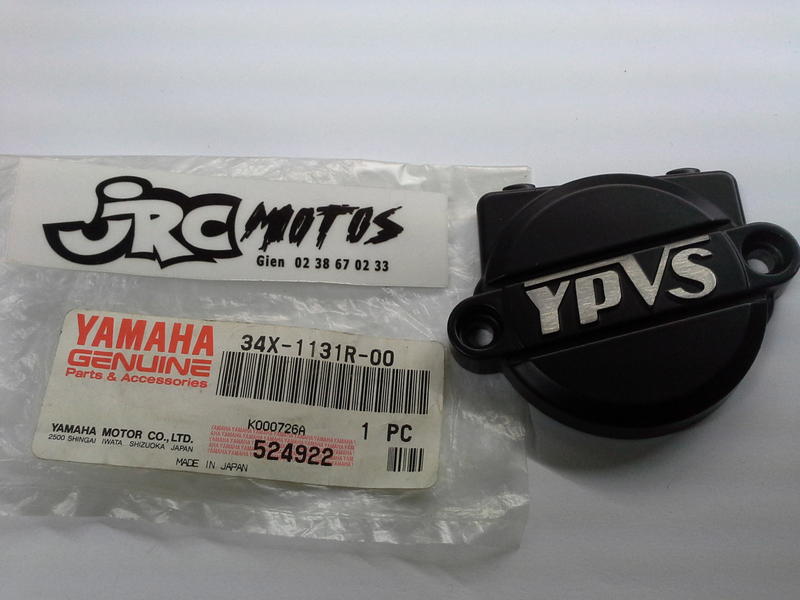 JRC MOTOS
Gien 02 38 67 02 33
YAMAHA
GENUINE
Parts & Accessories
34X-1131R-00
K000726A
1 PC
YAMAHA MOTOR CO., LTD.
2500 SHINGAI IWATA SHIZUOKA JAPAN
524922
MADE IN JAPAN
YPVS